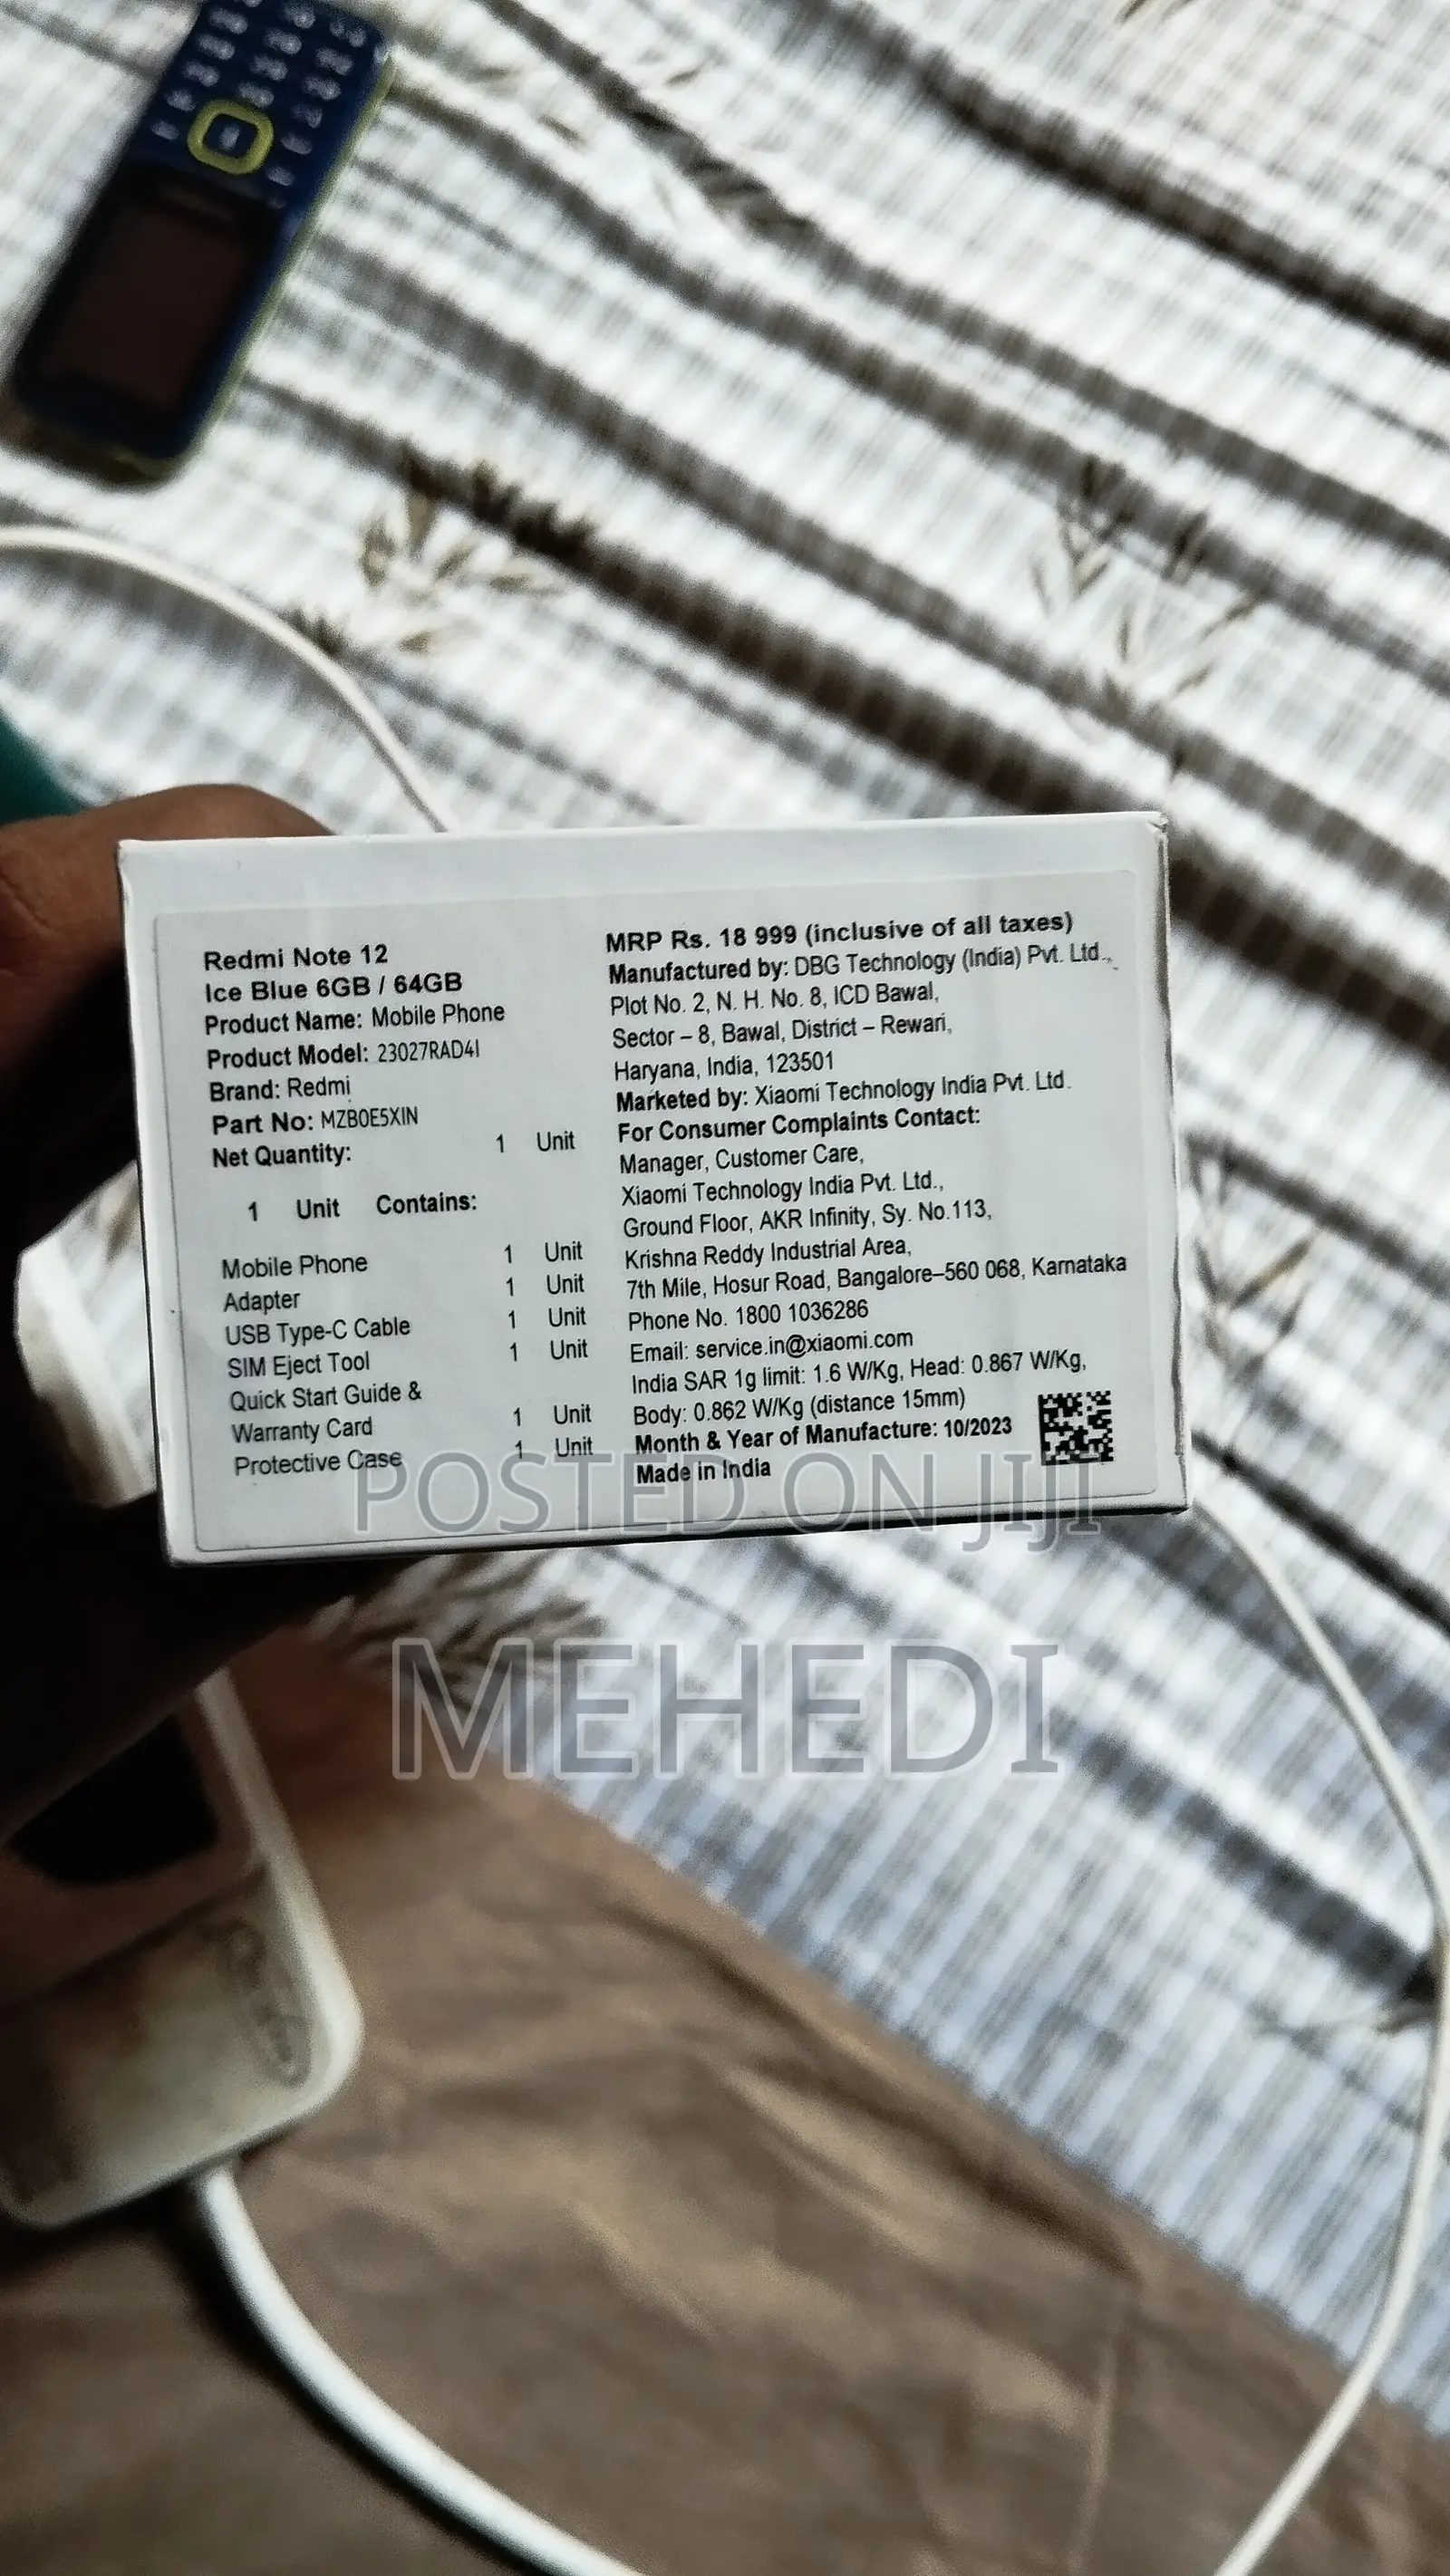 Redmi Note 12
Ice Blue 6GB / 64GB
Product Name: Mobile Phone
Product Model: 23027RAD4I
Brand: Redmi
Part No: MZB0E5XIN
Net Quantity: 1 Unit
1 Unit Contains:
Mobile Phone 1 Unit
Adapter 1 Unit
USB Type-C Cable 1 Unit
SIM Eject Tool 1 Unit
Quick Start Guide &
Warranty Card 1 Unit
Protective Case 1 Unit
MRP Rs. 18 999 (inclusive of all taxes)
Manufactured by: DBG Technology (India) Pvt. Ltd.,
Plot No. 2, N. H. No. 8, ICD Bawal,
Sector – 8, Bawal, District – Rewari,
Haryana, India, 123501
Marketed by: Xiaomi Technology India Pvt. Ltd.
For Consumer Complaints Contact:
Manager, Customer Care,
Xiaomi Technology India Pvt. Ltd.,
Ground Floor, AKR Infinity, Sy. No.113,
Krishna Reddy Industrial Area,
7th Mile, Hosur Road, Bangalore–560 068, Karnataka
Phone No. 1800 1036286
Email: service.in@xiaomi.com
India SAR 1g limit: 1.6 W/Kg, Head: 0.867 W/Kg,
Body: 0.862 W/Kg (distance 15mm)
Month & Year of Manufacture: 10/2023
Made in India
POSTED ON JIJI
MEHEDI